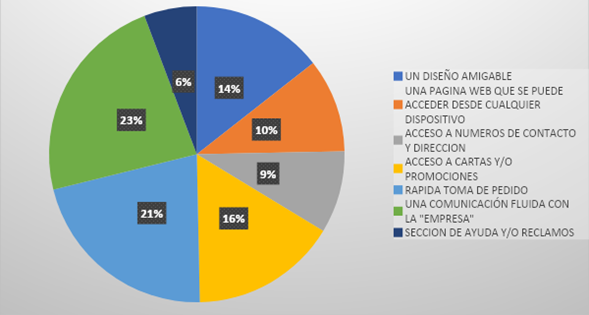 14%
10%
9%
16%
21%
23%
6%
UN DISEÑO AMIGABLE
UNA PAGINA WEB QUE SE PUEDE
ACCEDER DESDE CUALQUIER
DISPOSITIVO
ACCESO A NUMEROS DE CONTACTO
Y DIRECCION
ACCESO A CARTAS Y/O
PROMOCIONES
RAPIDA TOMA DE PEDIDO
UNA COMUNICACIÓN FLUIDA CON
LA "EMPRESA"
SECCION DE AYUDA Y/O RECLAMOS